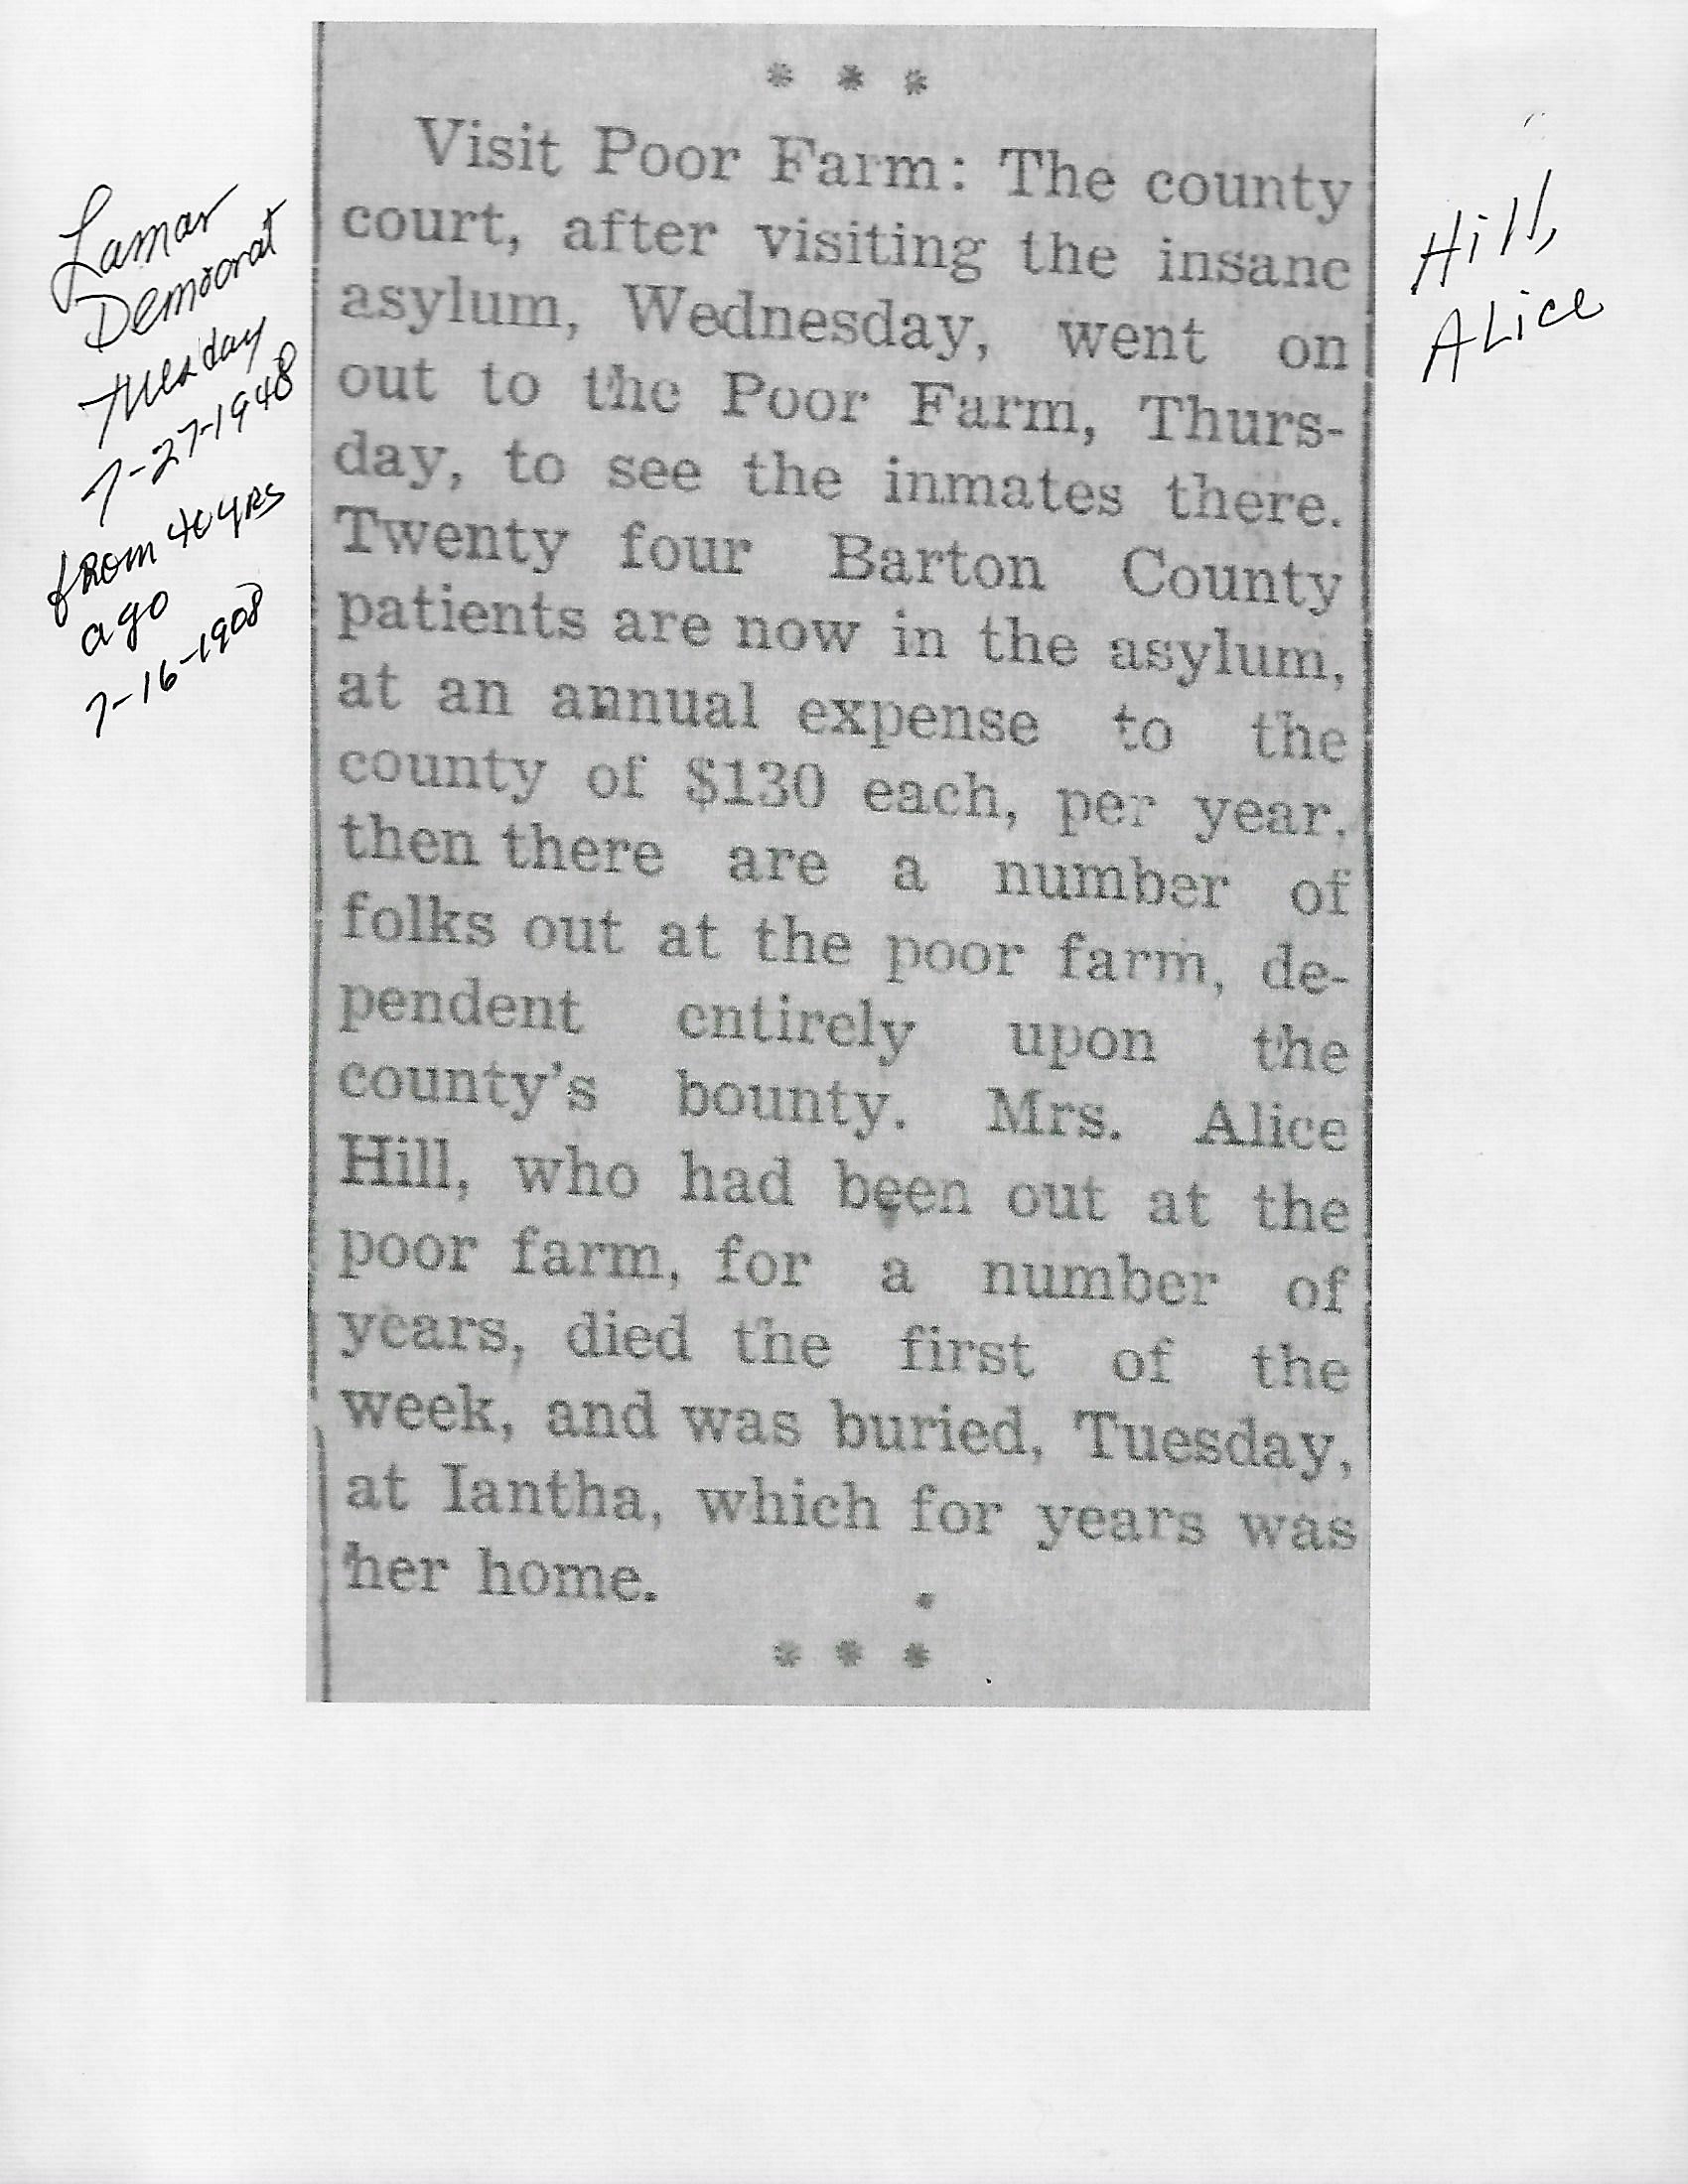 * * *
Visit Poor Farm: The county
court, after visiting the insane
asylum, Wednesday, went on
out to the Poor Farm, Thurs-
day, to see the inmates there.
Twenty four Barton County
patients are now in the asylum,
at an annual expense to the
county of $130 each, per year.
then there are a number of
folks out at the poor farm, de-
pendent entirely upon the
county's bounty. Mrs. Alice
Hill, who had been out at the
poor farm, for a number of
years, died the first of the
week, and was buried, Tuesday,
at Iantha, which for years was
her home.
* * *
Lamar
Democrat
Tuesday
7-27-1948
from 40 yrs
ago
7-16-1908
Hill,
Alice